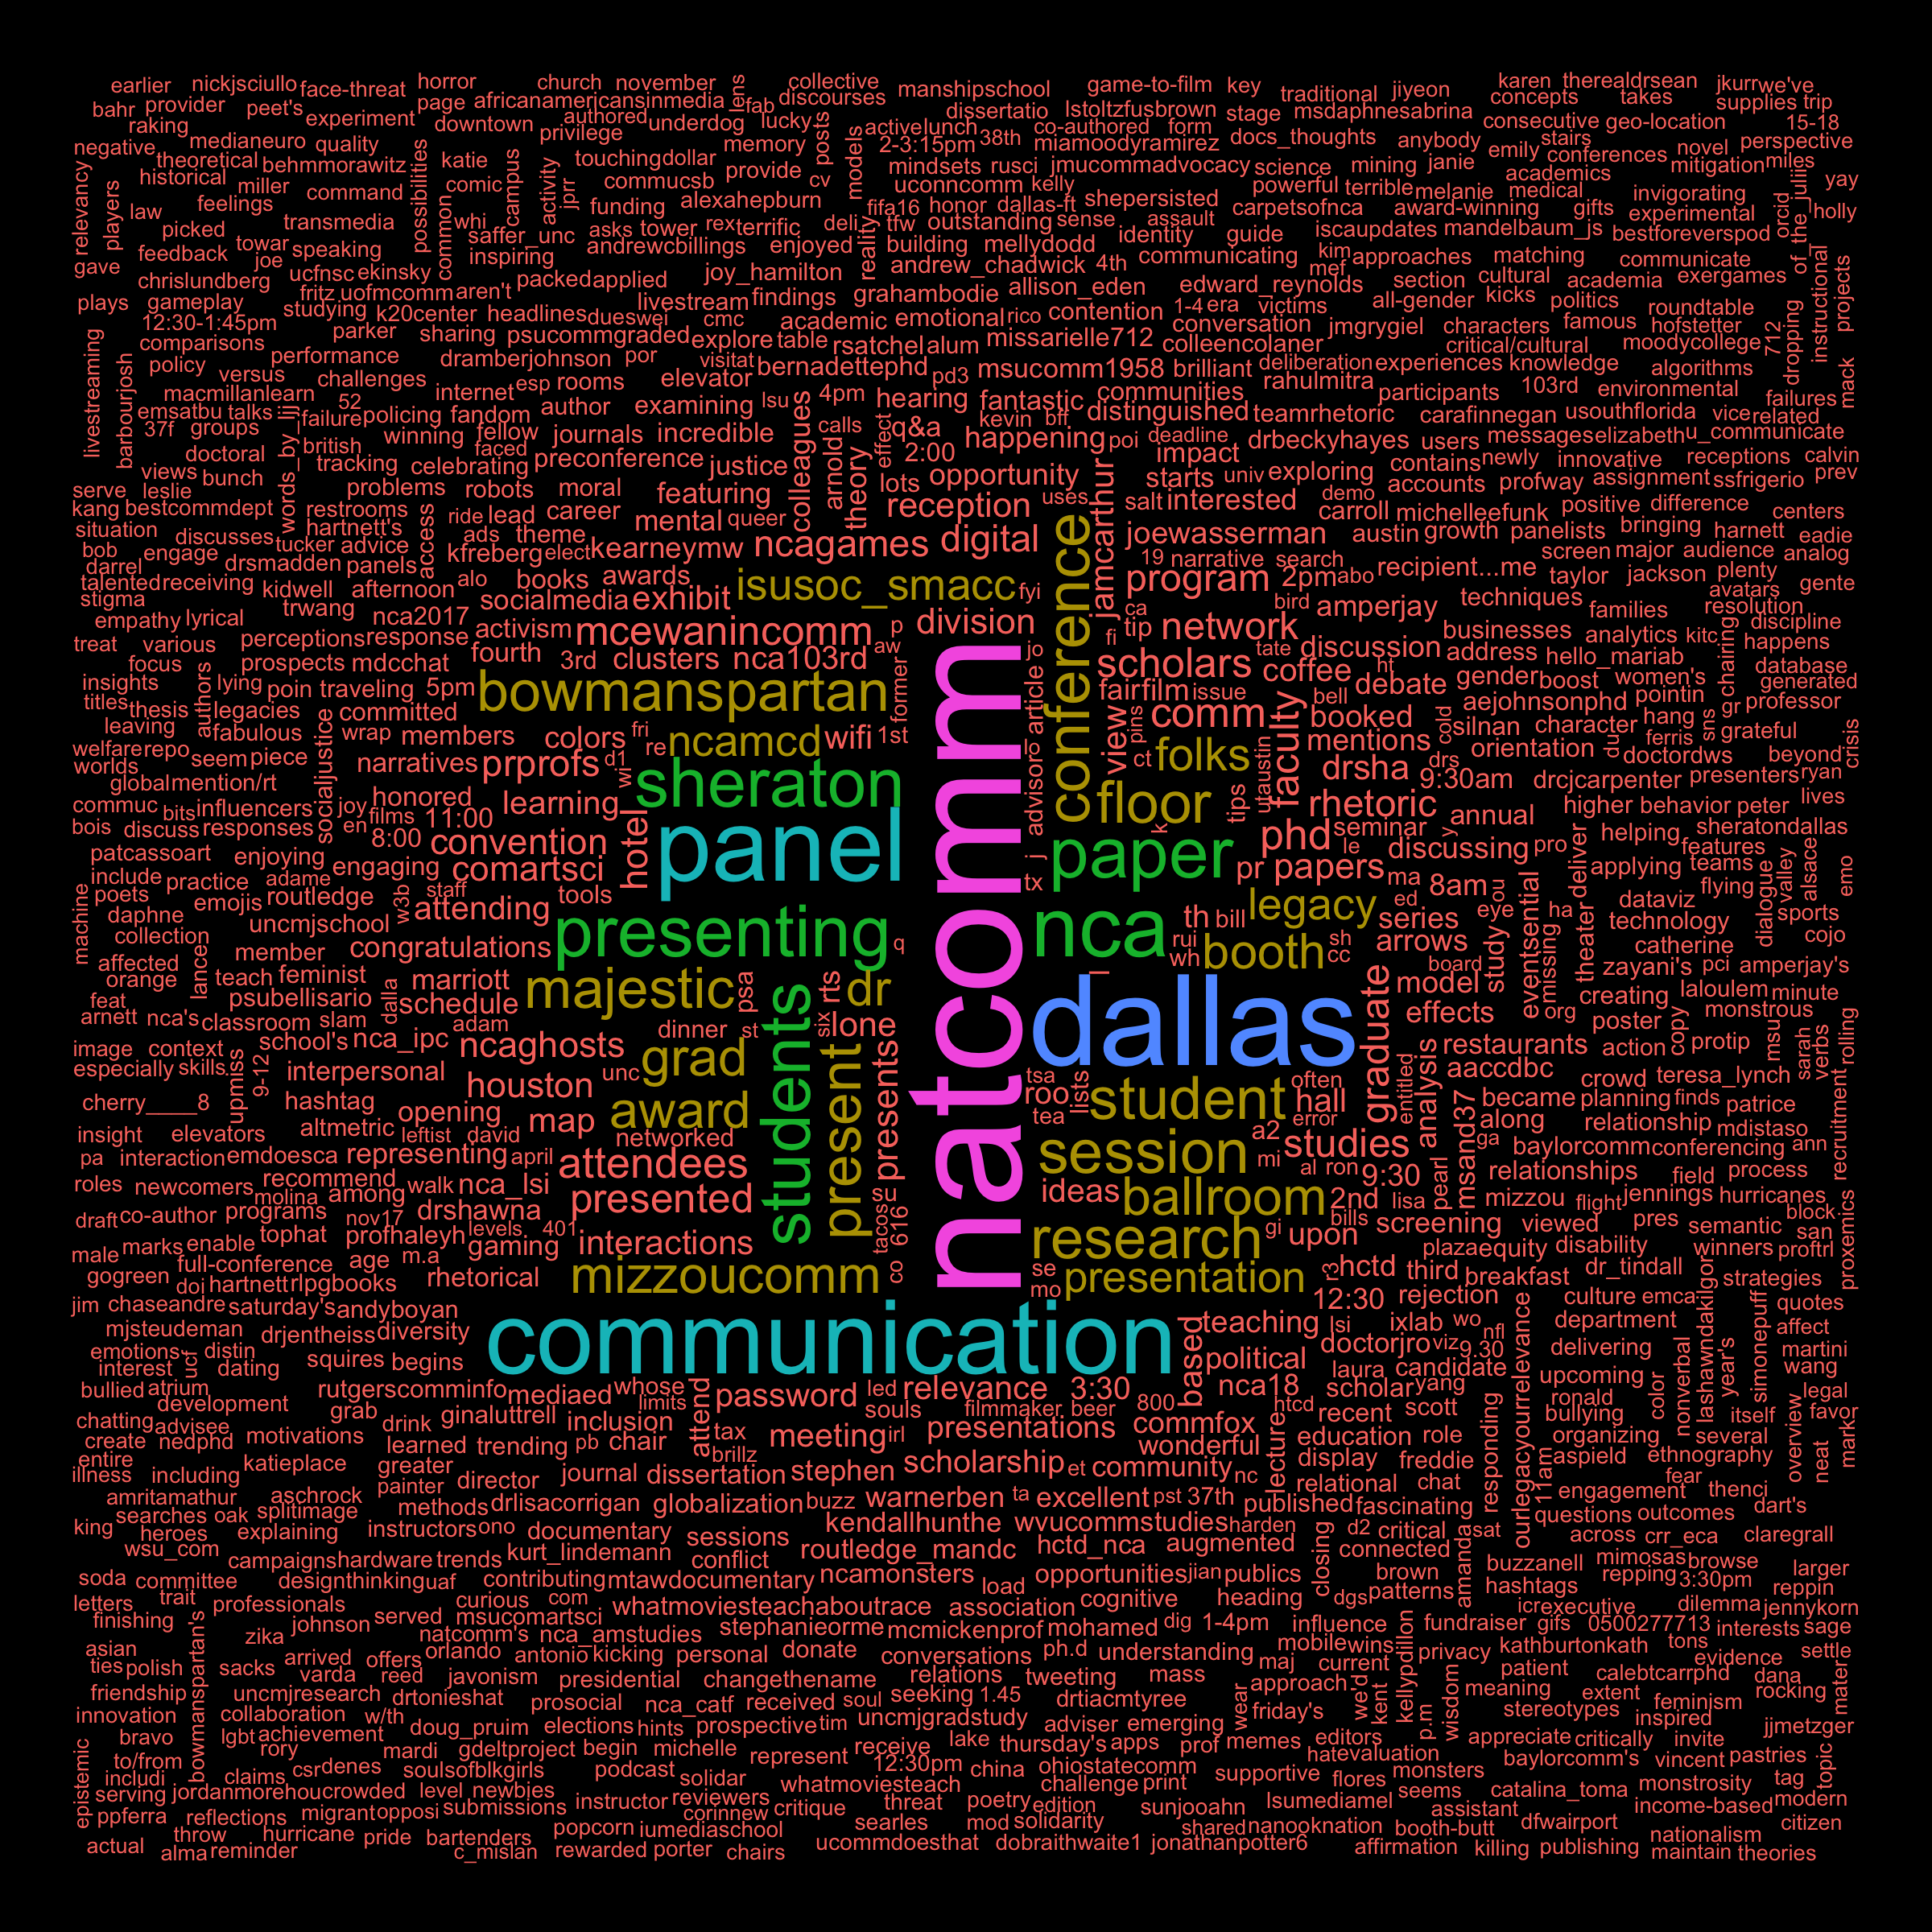 earlier nickjsciullo face-threat horror church november collective manshipschool game-to-film key traditional jiyeon karen therealdrsean jkurr we've
bahr provider peet's page africanamericansinmedia lens fab discourses dissertatio lstoltzfusbrown stage msdaphnesabrina concepts takes supplies trip
raking experiment downtown authored underdog lucky posts activelunch 38th co-authored form docs_thoughts anybody consecutive geo-location 15-18
negative medianeuro quality privilege memory models 2-3:15pm miamoodyramirez emily stairs conferences novel perspective
theoretical behmmorawitz possibilities katie campus touchingdollar provide cv mindsets rusci jmucommadvocacy science mining janie academics mitigation miles
relevancy players historical miller command comic activity jprr commucsb alexahepburn uconncomm kelly powerful terrible melanie medical invigorating yay
law feelings transmedia common whi funding fifa16 honor dallas-ft shepersisted carpetsofnca award-winning gifts experimental orcid of_the_juliii holly
picked towar speaking saffer_unc asks tower rex terrific deli tfw outstanding sense assault identity guide iscaupdates mandelbaum_js bestforeverspod
gave feedback joe inspiring andrewcbillings enjoyed reality building mellydodd communicating kim approaches matching communicate
chrislundberg ucfnsc ekinsky packed applied joy_hamilton andrew_chadwick 4th mef section cultural academia exergames instructional projects
plays gameplay fritz uofmcomm aren't livestream findings grahambodie allison_eden edward_reynolds all-gender kicks politics roundtable
12:30-1:45pm studying k20center headlines dues wei cmc academic emotional rico contention 1-4 era victims characters famous hofstetter 712 dropping
comparisons parker sharing psucommgraded explore table rsatchel alum missarielle712 conversation jmgrygiel critical/cultural moodycollege
livestreaming barbourjosh policy performance dramberjohnson por visitat bernadettephd msucomm1958 brilliant colleencolaner deliberation experiences knowledge algorithms mack
macmillanlearn versus challenges internet esp rooms elevator pd3 rahulmitra participants 103rd environmental failures
emsatbu talks words_by_jjj 52 failure policing fandom author examining lsu colleagues 4pm hearing fantastic communities distinguished teamrhetoric carafinnegan usouthflorida vice related
37f groups british winning fellow journals incredible calls q&a kevin bff happening poi deadline drbeckyhayes users messages elizabeth u_communicate
doctoral tracking celebrating faced preconference justice arnold theory effect 2:00 impact contains newly innovative receptions calvin
views bunch problems robots moral featuring lots opportunity jamcarthur starts univ exploring accounts profway assignment ssfrigerio prev
serve leslie restrooms access ride lead career mental queer reception uses salt interested demo carroll michelleefunk positive difference centers
kang bestcommdept hartnett's ads theme conference joewasserman austin growth panelists bringing harnett eadie
situation discusses tucker advice kfreberg elect kearneymw ncagames digital 19 narrative search screen major audience analog
bob darrel engage drsmadden panels alo books awards isusoc_smacc fyi program 2pm abo recipient...me taylor jackson plenty gente
talented receiving kidwell afternoon socialmedia exhibit ca bird amperjay techniques families avatars resolution
stigma empathy lyrical trwang nca2017 activism mcewanincomm p division fi tip network businesses analytics kitc discipline
treat various perceptions response fourth 3rd clusters nca103rd aw jo scholars tate discussion address hello_mariab happens
focus prospects mdcchat bowmanspartan former natcomm article fairfilm issue coffee ht debate gender boost women's chairing database
insights lying authors poin traveling 5pm view pins bell booked aejohnsonphd pointin gr generated
titles thesis legacies committed comm faculty cold silnan character hang sns professor
leaving fabulous wrap members colors fri re ncamcd wifi 1st lo ct folks mentions drs orientation du ferris grateful
welfare repo seem piece socialjustice narratives prprofs d1 wi sheraton advisoro floor tips utaustin drsha 9:30am doctordws beyond crisis
worlds global mention/rt honored learning rhetoric drcjcarpenter presenters ryan
commuc bits influencers joy films 11:00 hotel panel k phd seminar y annual higher behavior peter lives
bois discuss responses en 8:00 convention j paper le discussing pro deliver helping sheratondallas
patcassoart enjoying engaging comartsci tx pr papers ma 8am you applying teams features dialogue valley alsace emo
include practice adame w3b staff tools ed essential flying
machine poets emojis routledge attending presenting nca th bill legacy series eye ha dataviz
daphne uncmjschool q rui sh arrows study events missing theater technology sports
collection member congratulations wh booth cc board catherine cojo
affected lance teach feminist marriott majestic psa rts dr l dallas graduate model zayani's pci amperjay's
orange psubellisario dalla schedule students six lone effects org creating laloulem minute
feat arnett nca's classroom slam adam dinner st presentse analysis poster copy monstrous
image context school's nca_ipc ncaghosts grad present tsa restaurants action protip msu sarah verbs rolling
especially skills upmiss 9-12 interpersonal houston unc roo lists student often hall entitled aaccdbc crowd teresa_lynch
cherry____8 hashtag opening map award tea error became planning finds patrice
insight elevators altmetric leftist david networked a2 studies msand37 ga along relationship mdistaso recruitment
pa interaction emdoesca representing april attendees session mi al ron 9:30 pearl baylorcomm conferencing ann
roles newcomers recommend among walk nca_lsi presented su ideas ballroom 2nd lisa mizzou relationships field process
draft co-author molina programs nov17 drshawna levels 401 tacoss 616 research gi bills screening flight jennings hurricanes block
male marks enable tophat profhaleyh gaming interactions upon viewed pres semantic san proxemics
gogreen full-conference age m.a mizzoucomm co se presentation r3 hctd plaza equity disability winners proftrl
doi hartnett rlpgbooks rhetorical mo third breakfast dr_tindall lashawndakilgor strategies
jim chaseandre saturday's sandyboyan communication 12:30 rejection ourlegacyyourrelevance culture emca quotes
mjsteudeman drjentheiss diversity based teaching lsi ixlab wo nfl department nonverbal year's simonepuff affect
emotions ucf distin squires begins political doctorjro viz 9.30 delivering martini
interest dating laura candidate upcoming wang
bullied atrium rutgerscomminfo mediaed whose attend password led relevance 3:30 800 nca18 scholar yang ronald color legal
development grab limits souls filmmaker beer htcd recent scott responding bullying itself overview favor
chatting advisee drink ginaluttrell inclusion tax meeting irl presentations commfox lecture education role organizing several neat mark
create nedphd motivations learned trending pb chair brillz wonderful display freddie 11am aspield ethnography
entire katieplace greater director journal dissertation stephen scholarship et community nc relational chat fear
illness including painter methods engagement thenci dart's
amritamathur aschrock drlisacorrigan globalization buzz warnerben ta excellent pst 37th published fascinating questions outcomes
searches oak splitimage
king heroes explaining instructors ono documentary sessions kendallhunthe wvucommstudies harden closing d2 critical sat amanda across crr_eca claregrall
wsu_com campaigns hardware trends kurt_lindemann conflict routledge_mandc hctd_nca augmented connected buzzanell mimosas browse
soda committee designthinking uaf contributing mtawdocumentary ncamonsters load opportunities jian publics brown patterns hashtags repping 3:30pm larger
letters trait professionals curious com whatmoviesteachaboutrace association cognitive heading dgs icrexecutive dilemma reppin jennykorn
finishing bowmanspartan's johnson served msucomartsci stephanieorme mcmickenprof mohamed dig 1-4pm influence fundraiser gifs 0500277713 interests sage
asian zika natcomm's nca_amstudies mobile wins privacy kathburtonkath tons
ties polish sacks arrived offers orlando antonio kicking personal donate conversations ph.d understanding maj current kellypdillon patient evidence settle
varda reed javonism presidential changethename relations tweeting mass approach we'd kent wisdom meaning calebtcarrphd dana mater
friendship uncmjresearch drtonieshat prosocial nca_catf received soul seeking 1.45 drtiacmtyree wear p.m extent feminism rocking
innovation collaboration w/th stereotypes inspired
bravo lgbt achievement doug_pruim elections hints prospective tim uncmjgradstudy adviser emerging friday's editors appreciate critically invite jjmetzger
epistemic to/from rory mardi gdeltproject begin michelle represent receive lake thursday's apps prof memes hatevaluation baylorcomm's vincent pastries topic
includi claims csr denes soulsofblkgirls podcast solidar 12:30pm china ohiostatecomm supportive flores monsters tag
serving jordanmorehou crowded level newbies reviewers whatmoviesteach challenge print seems catalina_toma monstrosity modern
ppferra reflections migrant opposi submissions instructor corinnew critique threat poetry edition sunjooahn lsumediamel assistant income-based
throw hurricane pride bartenders popcorn iumediaschool searles mod solidarity shared nanooknation booth-butt dfwairport nationalism citizen
actual alma reminder c_mislan rewarded porter chairs ucommdoesthat dobraithwaite1 jonathanpotter6 affirmation killing publishing maintain theories